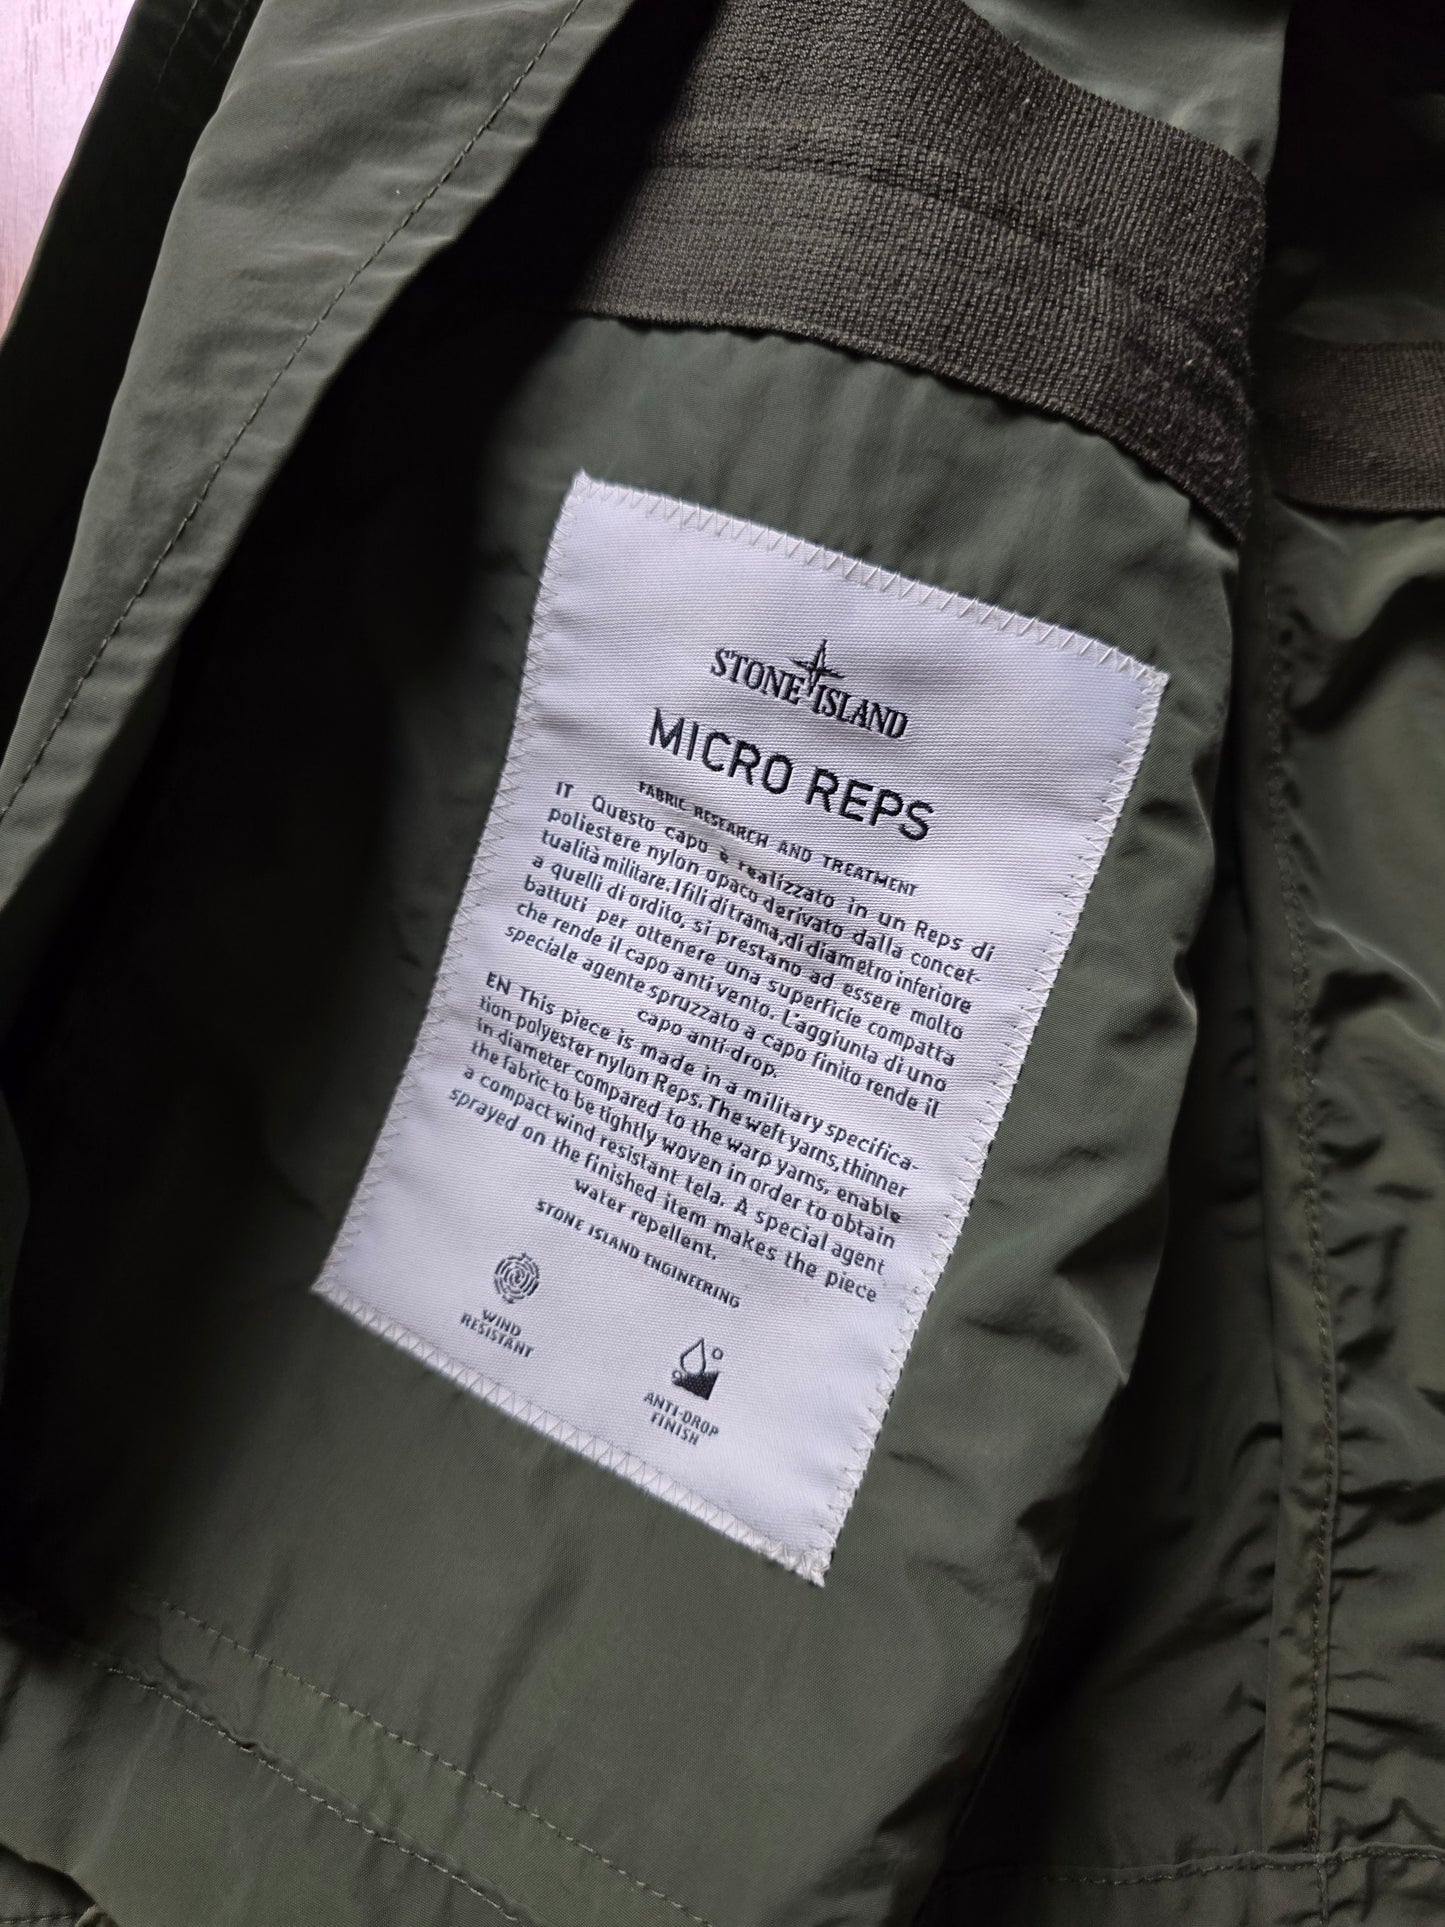 STONE ISLAND
MICRO REPS
FABRIC RESEARCH AND TREATMENT
IT Questo capo è realizzato in un Reps di
poliestere nylon opaco derivato dalla concet-
tualità militare. I fili di trama, di diametro inferiore
a quelli di ordito, si prestano ad essere molto
battuti per ottenere una superficie compatta
che rende il capo anti vento. L'aggiunta di uno
speciale agente spruzzato a capo finito rende il
capo anti-drop.
EN This piece is made in a military specifica-
tion polyester nylon Reps. The weft yarns, thinner
in diameter compared to the warp yarns, enable
the fabric to be tightly woven in order to obtain
a compact wind resistant tela. A special agent
sprayed on the finished item makes the piece
water repellent.
STONE ISLAND ENGINEERING
WIND
RESISTANT
ANTI-DROP
FINISH